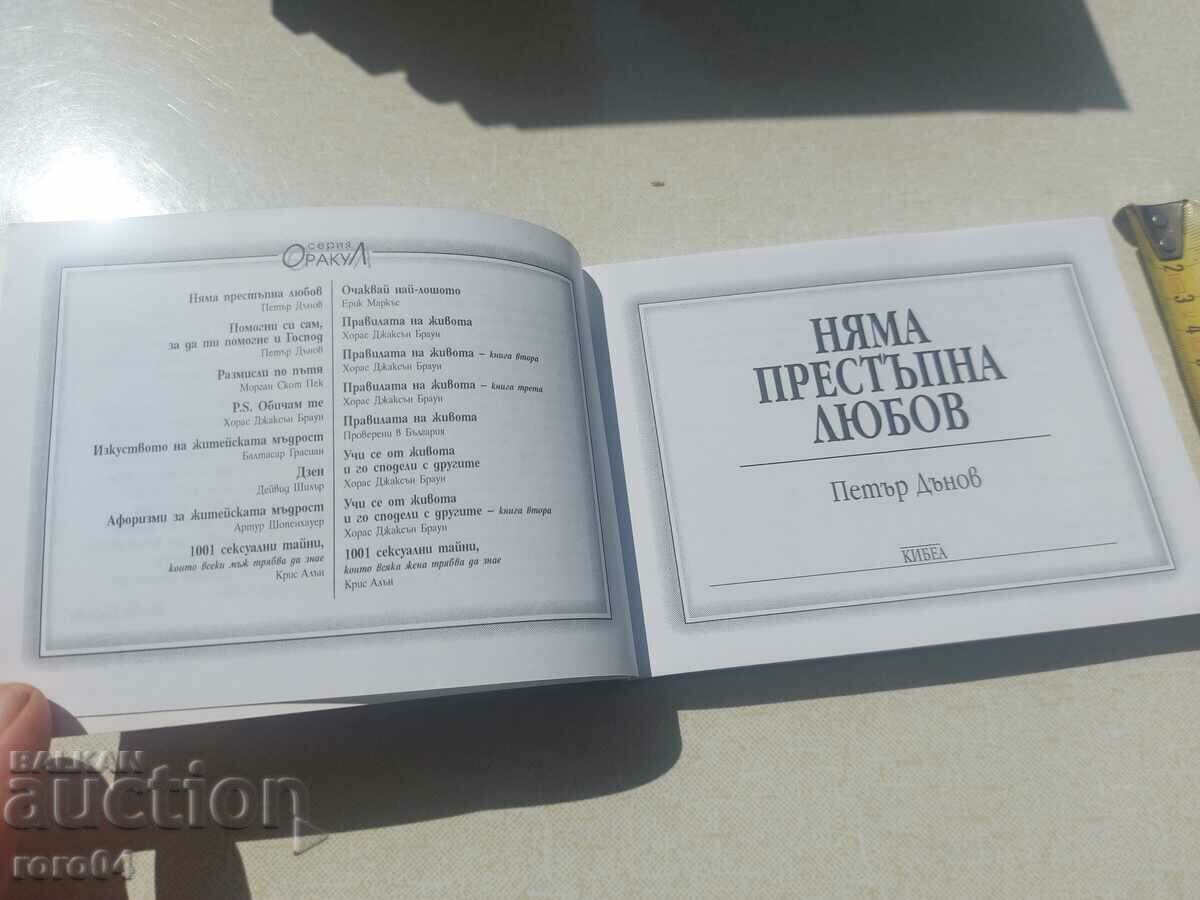 серия
ОРАКУЛ
Няма престъпна любов
Петър Дънов
Помогни си сам,
за да ти помогне и Господ
Петър Дънов
Размисли по пътя
Морган Скот Пек
P.S. Обичам те
Хорас Джаксън Браун
Изкуството на житейската мъдрост
Балтасар Грасиан
Дзен
Дейвид Шилър
Афоризми за житейската мъдрост
Артур Шопенхауер
1001 сексуални тайни,
които всеки мъж трябва да знае
Крис Алън
Очаквай най-лошото
Ерик Маркъс
Правилата на живота
Хорас Джаксън Браун
Правилата на живота – книга втора
Хорас Джаксън Браун
Правилата на живота – книга трета
Хорас Джаксън Браун
Правилата на живота
Проверени в България
Учи се от живота
и го сподели с другите
Хорас Джаксън Браун
Учи се от живота
и го сподели с другите – книга втора
Хорас Джаксън Браун
1001 сексуални тайни,
които всяка жена трябва да знае
Крис Алън
НЯМА
ПРЕСТЪПНА
ЛЮБОВ
Петър Дънов
КИБЕА
2
3
BALKAN
auction
roro04